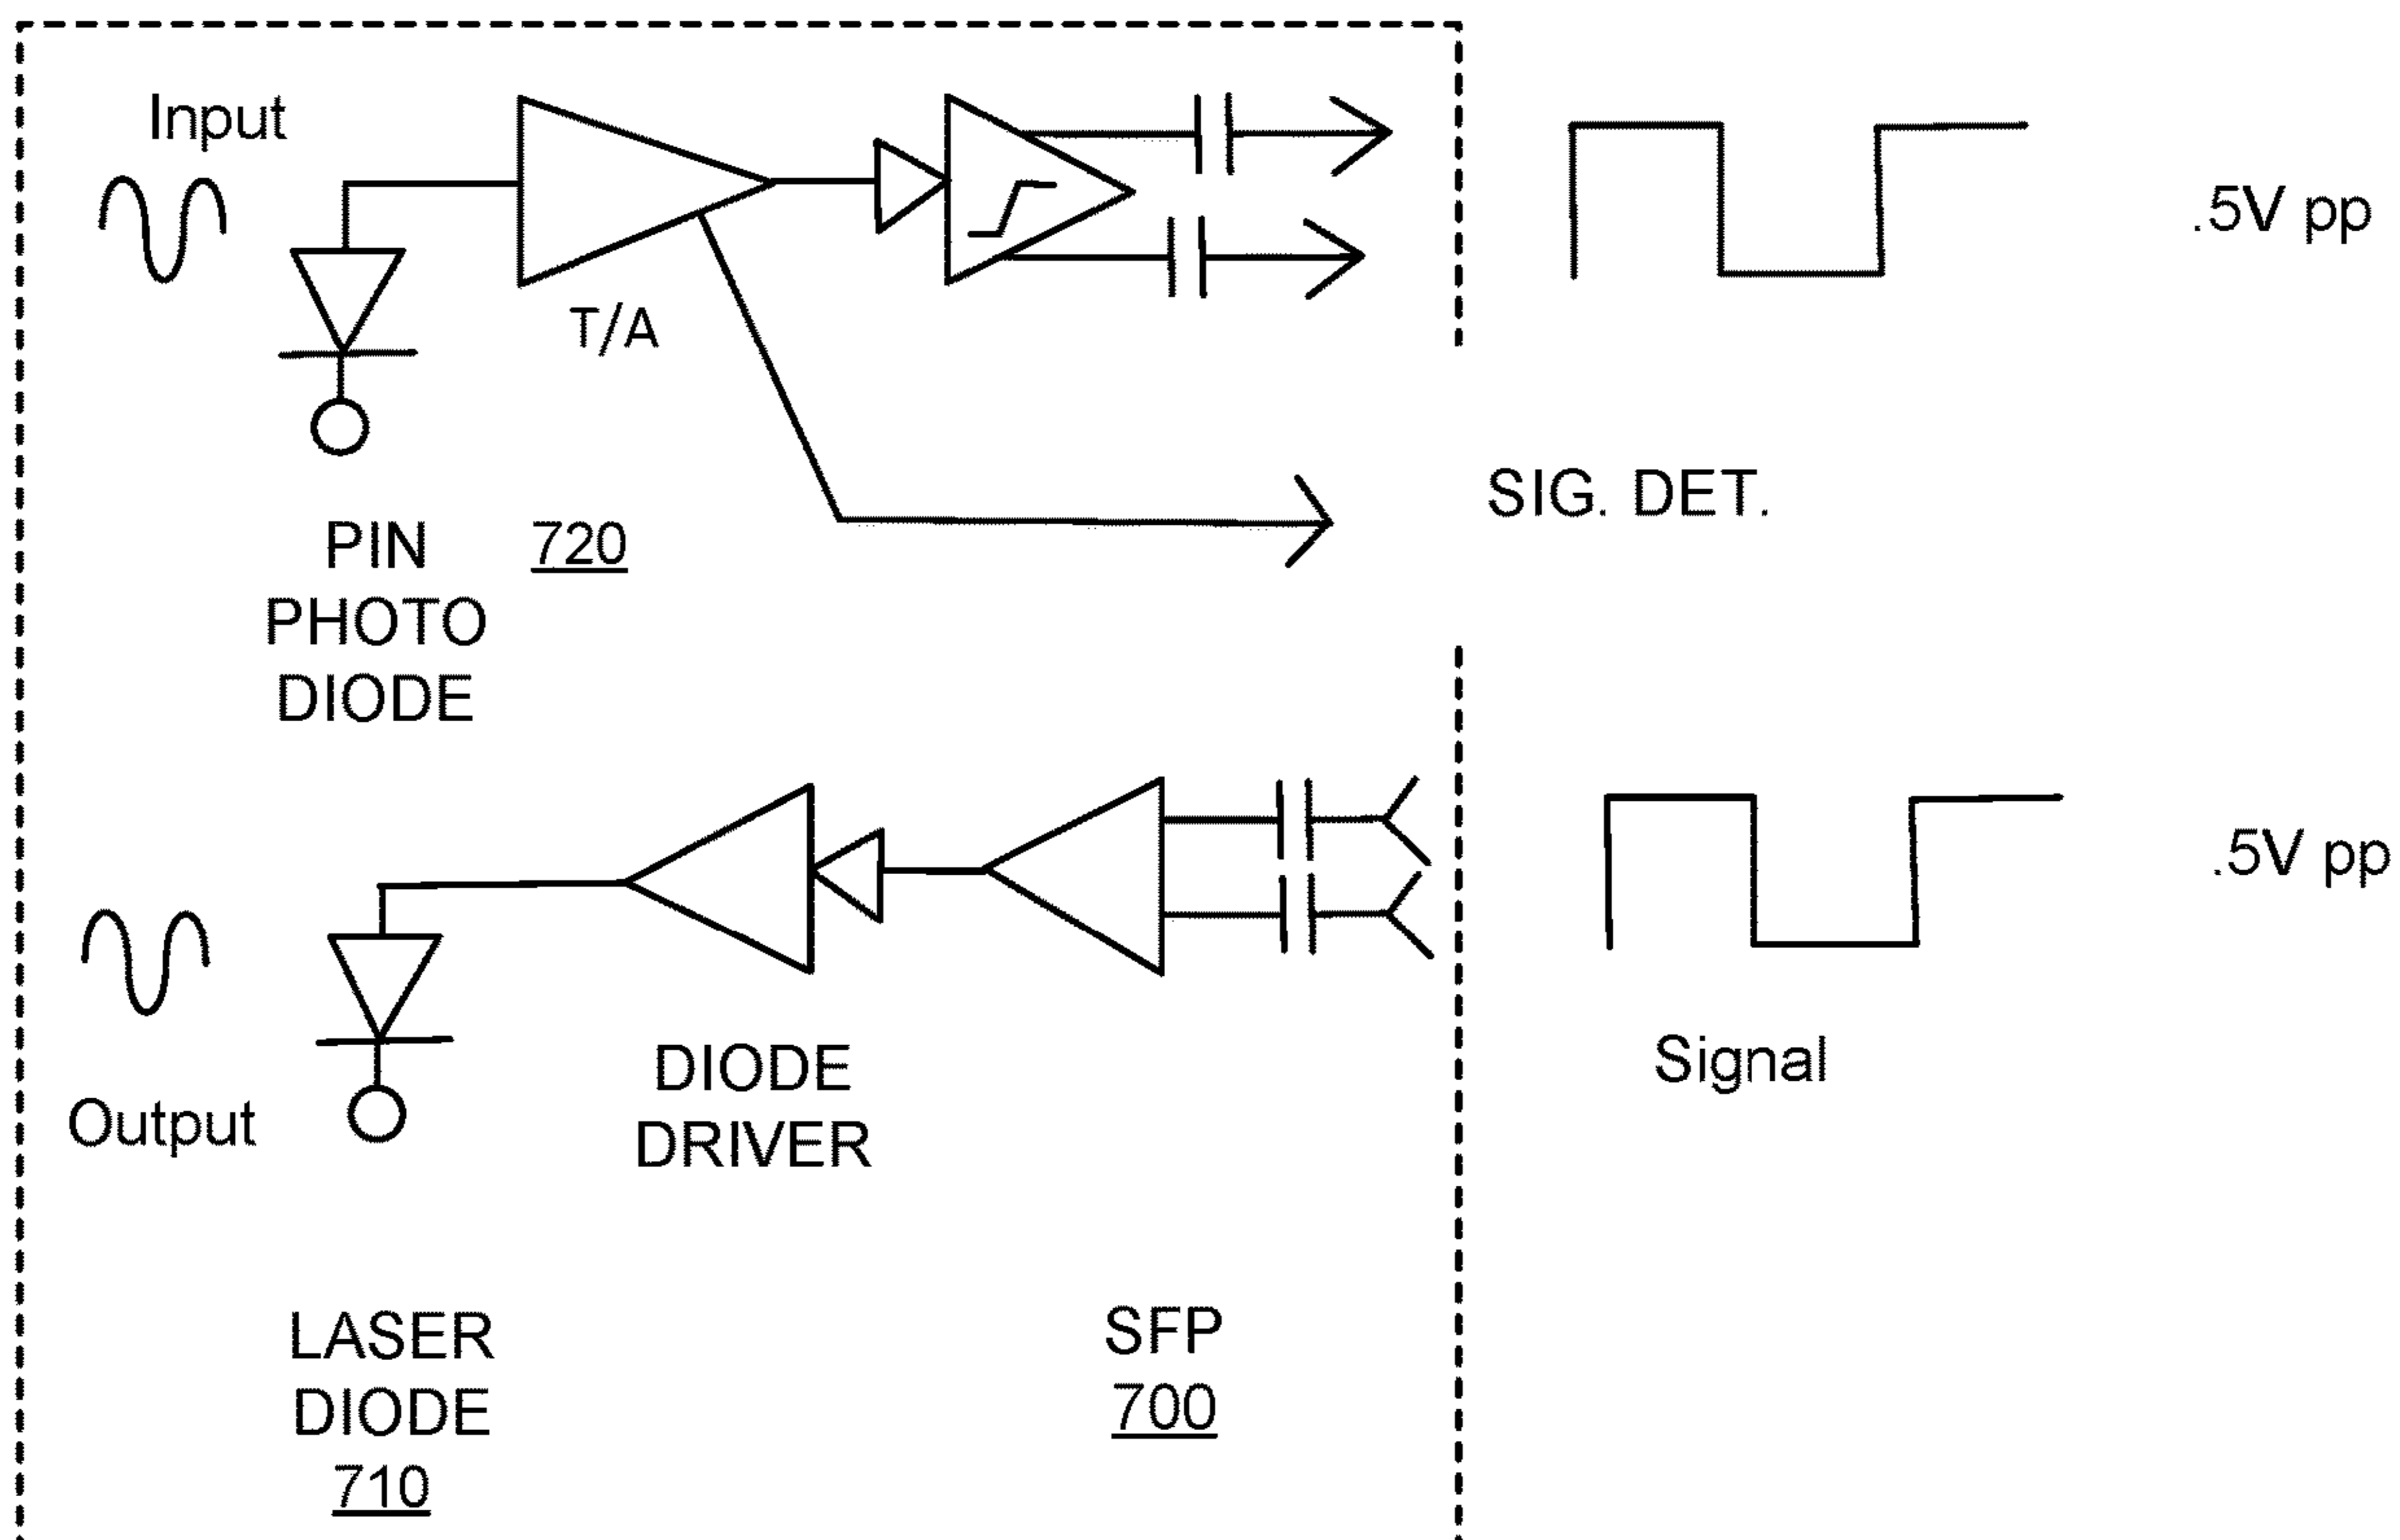 Input
.5V pp
T/A
SIG. DET.
PIN
PHOTO
DIODE
720
.5V pp
Signal
Output
DIODE
DRIVER
LASER
DIODE
710
SFP
700